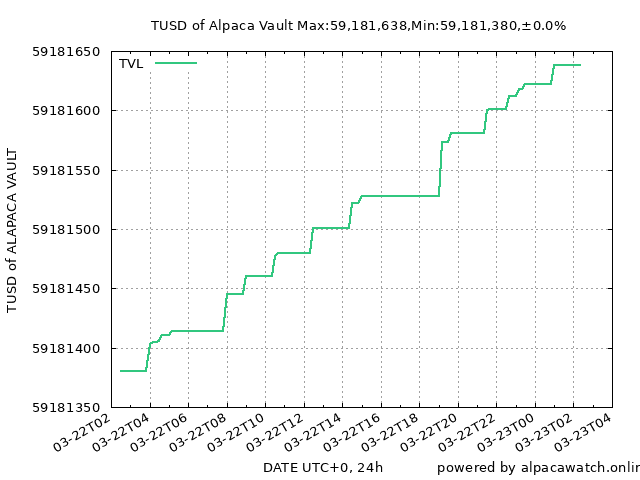 TUSD of Alpaca Vault Max:59,181,638,Min:59,181,380,±0.0%
TVL
59181650
59181600
59181550
59181500
59181450
59181400
59181350
TUSD of ALAPACA VAULT
03-22T02
03-22T04
03-22T06
03-22T08
03-22T10
03-22T12
03-22T14
03-22T16
03-22T18
03-22T20
03-22T22
03-23T00
03-23T02
03-23T04
DATE UTC+0, 24h
powered by alpacawatch.onlin